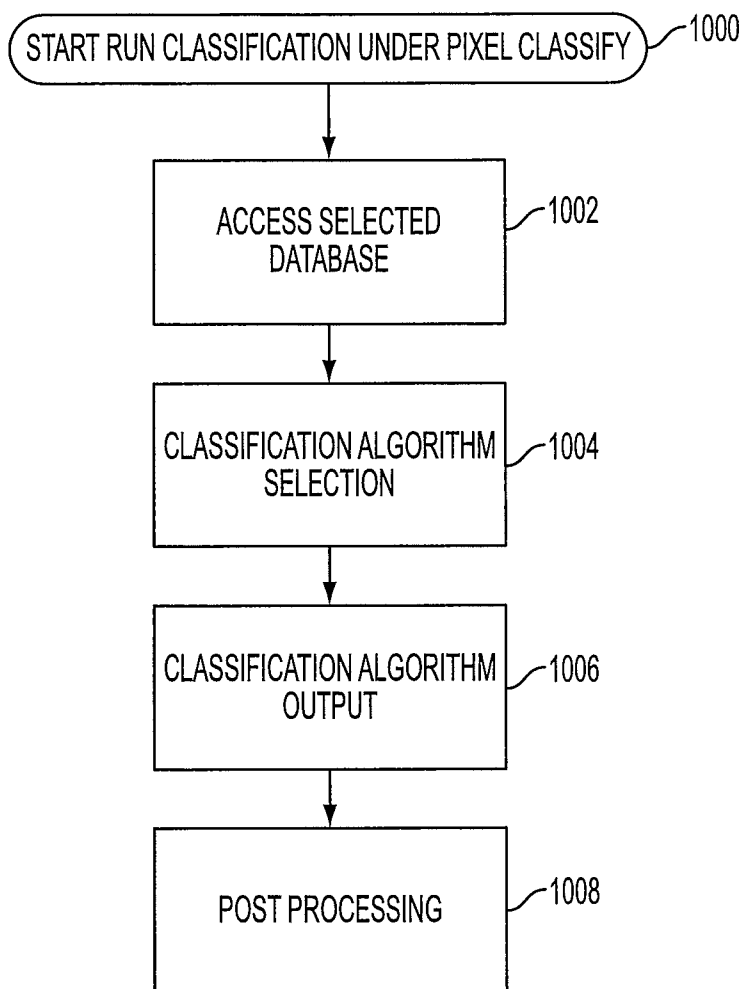 START RUN CLASSIFICATION UNDER PIXEL CLASSIFY
1000
ACCESS SELECTED
DATABASE
1002
CLASSIFICATION ALGORITHM
SELECTION
1004
CLASSIFICATION ALGORITHM
OUTPUT
1006
POST PROCESSING
1008